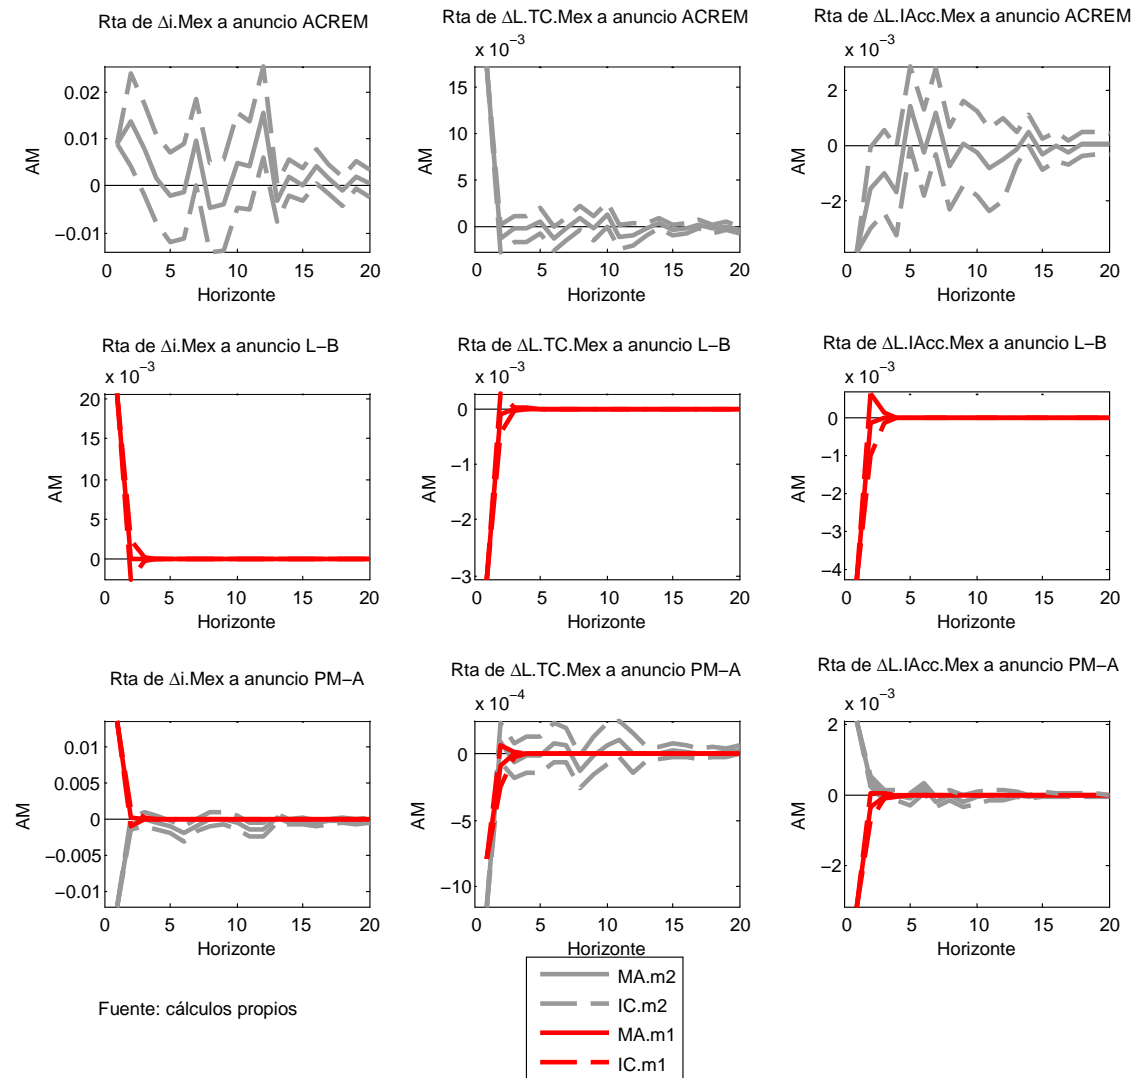 Rta de Δi.Mex a anuncio ACREM
0.02
0.01
0
−0.01
AM
0 5 10 15 20
Horizonte
Rta de ΔL.TC.Mex a anuncio ACREM
x 10−3
15
10
5
0
AM
0 5 10 15 20
Horizonte
Rta de ΔL.IAcc.Mex a anuncio ACREM
x 10−3
2
0
−2
AM
0 5 10 15 20
Horizonte
Rta de Δi.Mex a anuncio L−B
x 10−3
20
15
10
5
0
AM
0 5 10 15 20
Horizonte
Rta de ΔL.TC.Mex a anuncio L−B
x 10−3
0
−1
−2
−3
AM
0 5 10 15 20
Horizonte
Rta de ΔL.IAcc.Mex a anuncio L−B
x 10−3
0
−1
−2
−3
−4
AM
0 5 10 15 20
Horizonte
Rta de Δi.Mex a anuncio PM−A
0.01
0.005
0
−0.005
−0.01
AM
0 5 10 15 20
Horizonte
Rta de ΔL.TC.Mex a anuncio PM−A
x 10−4
0
−5
−10
AM
0 5 10 15 20
Horizonte
Rta de ΔL.IAcc.Mex a anuncio PM−A
x 10−3
2
0
−2
AM
0 5 10 15 20
Horizonte
MA.m2
IC.m2
MA.m1
IC.m1
Fuente: cálculos propios